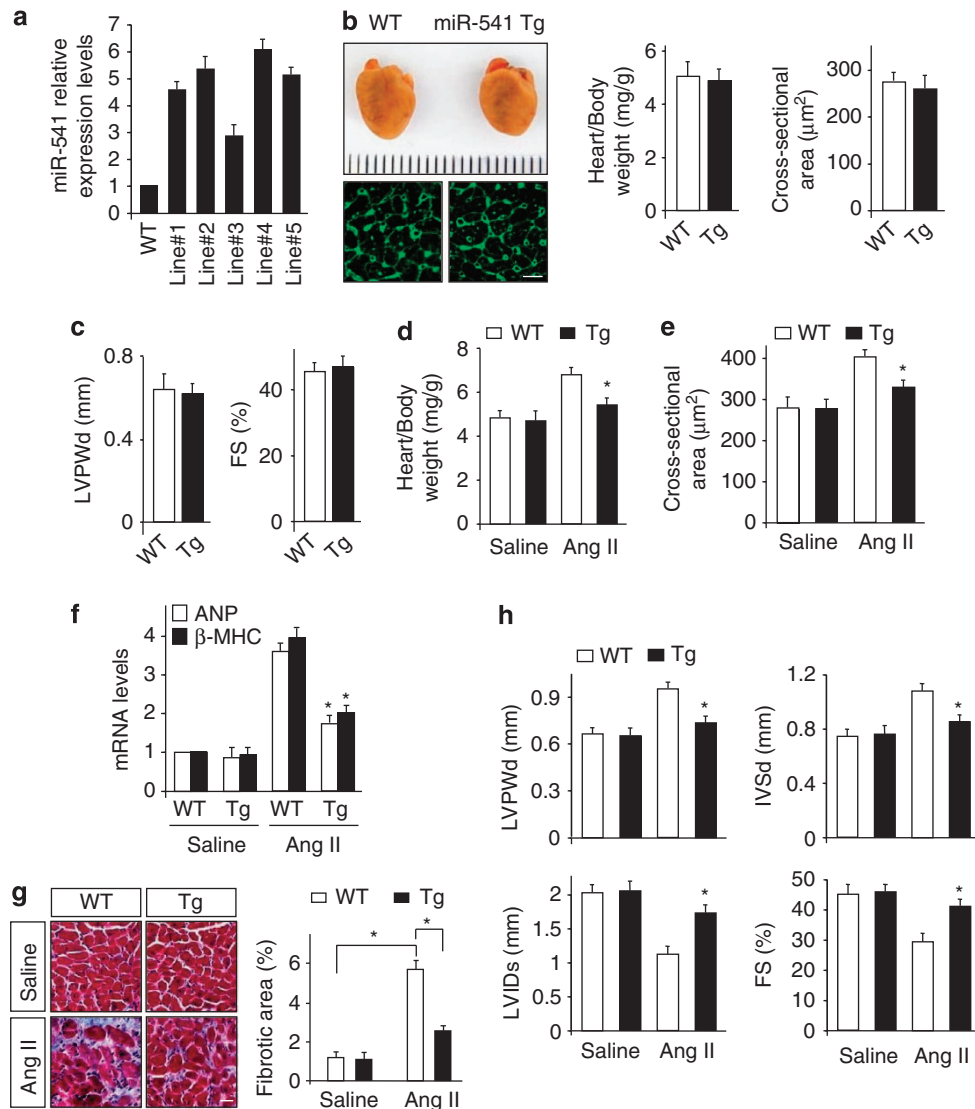 a
miR-541 relative
expression levels
7
6
5
4
3
2
1
0
WT
Line#1
Line#2
Line#3
Line#4
Line#5
b
WT miR-541 Tg
Heart/Body
weight (mg/g)
6
4
2
0
WT
Tg
Cross-sectional
area (μm²)
300
200
100
0
WT
Tg
c
LVPWd (mm)
0.8
0.4
0
WT
Tg
FS (%)
40
20
0
WT
Tg
d
WT Tg
Heart/Body
weight (mg/g)
8
6
4
2
0
Saline Ang II
e
WT Tg
Cross-sectional
area (μm²)
400
300
200
100
0
*
Saline Ang II
*
f
ANP
β-MHC
mRNA levels
4
3
2
1
0
* *
WT Tg WT Tg
Saline Ang II
g
WT Tg
Saline
Ang II
WT Tg
Fibrotic area (%)
6
4
2
0
* *
Saline Ang II
h
WT Tg
LVPWd (mm)
0.9
0.6
0.3
0
*
IVSd (mm)
1.2
0.8
0.4
0
*
LVIDs (mm)
2
1.5
1
0.5
0
*
Saline Ang II
FS (%)
50
40
30
20
10
0
*
Saline Ang II